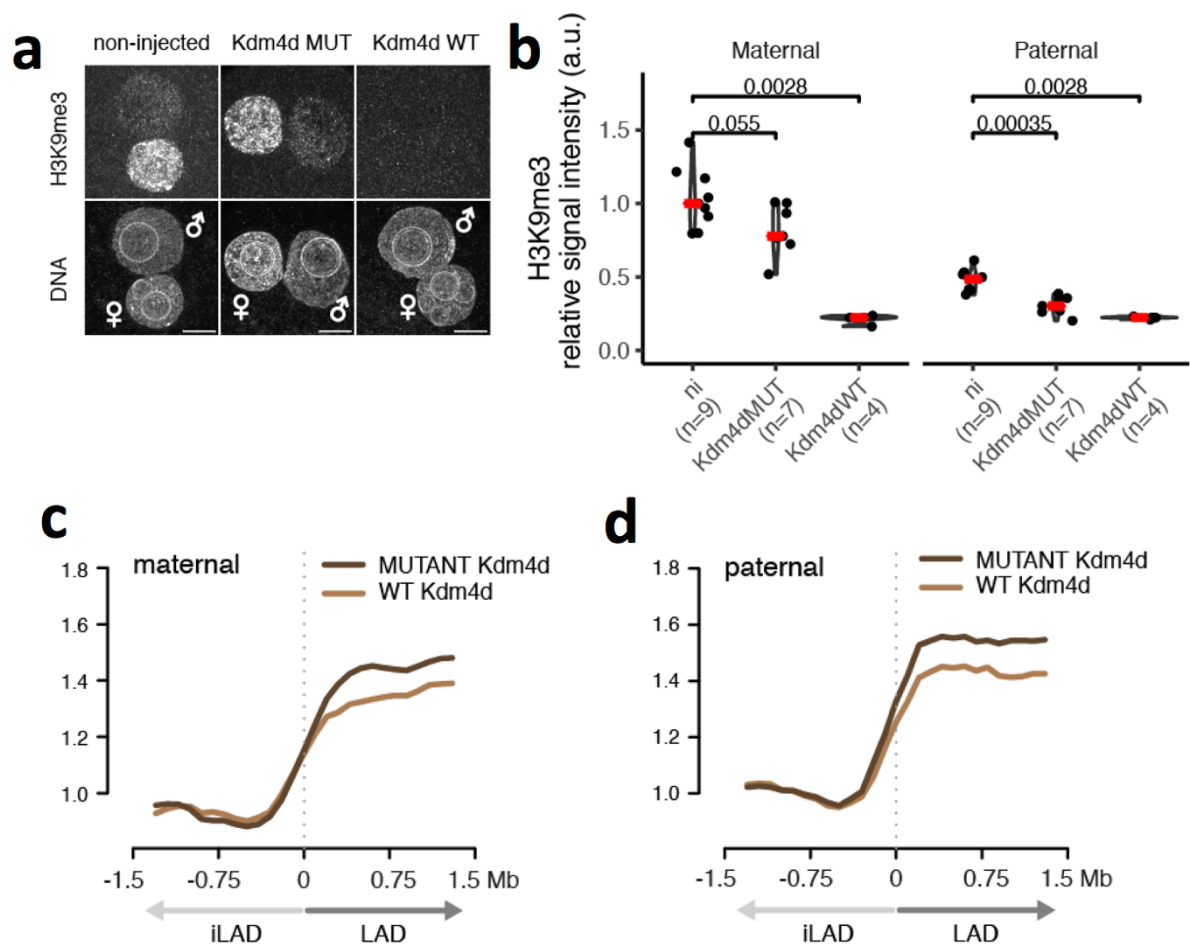 a
non-injected Kdm4d MUT Kdm4d WT
H3K9me3
DNA
♂
♀
♀
♂
♂
♀
b
H3K9me3
relative signal intensity (a.u.)
Maternal Paternal
0.0028 0.0028
0.055 0.00035
1.5
1.0
0.5
0.0
ni
(n=9)
Kdm4dMUT
(n=7)
Kdm4dWT
(n=4)
ni
(n=9)
Kdm4dMUT
(n=7)
Kdm4dWT
(n=4)
c
maternal
MUTANT Kdm4d
WT Kdm4d
1.8
1.6
1.4
1.2
1.0
-1.5 -0.75 0 0.75 1.5 Mb
iLAD LAD
d
paternal
MUTANT Kdm4d
WT Kdm4d
1.8
1.6
1.4
1.2
1.0
-1.5 -0.75 0 0.75 1.5 Mb
iLAD LAD